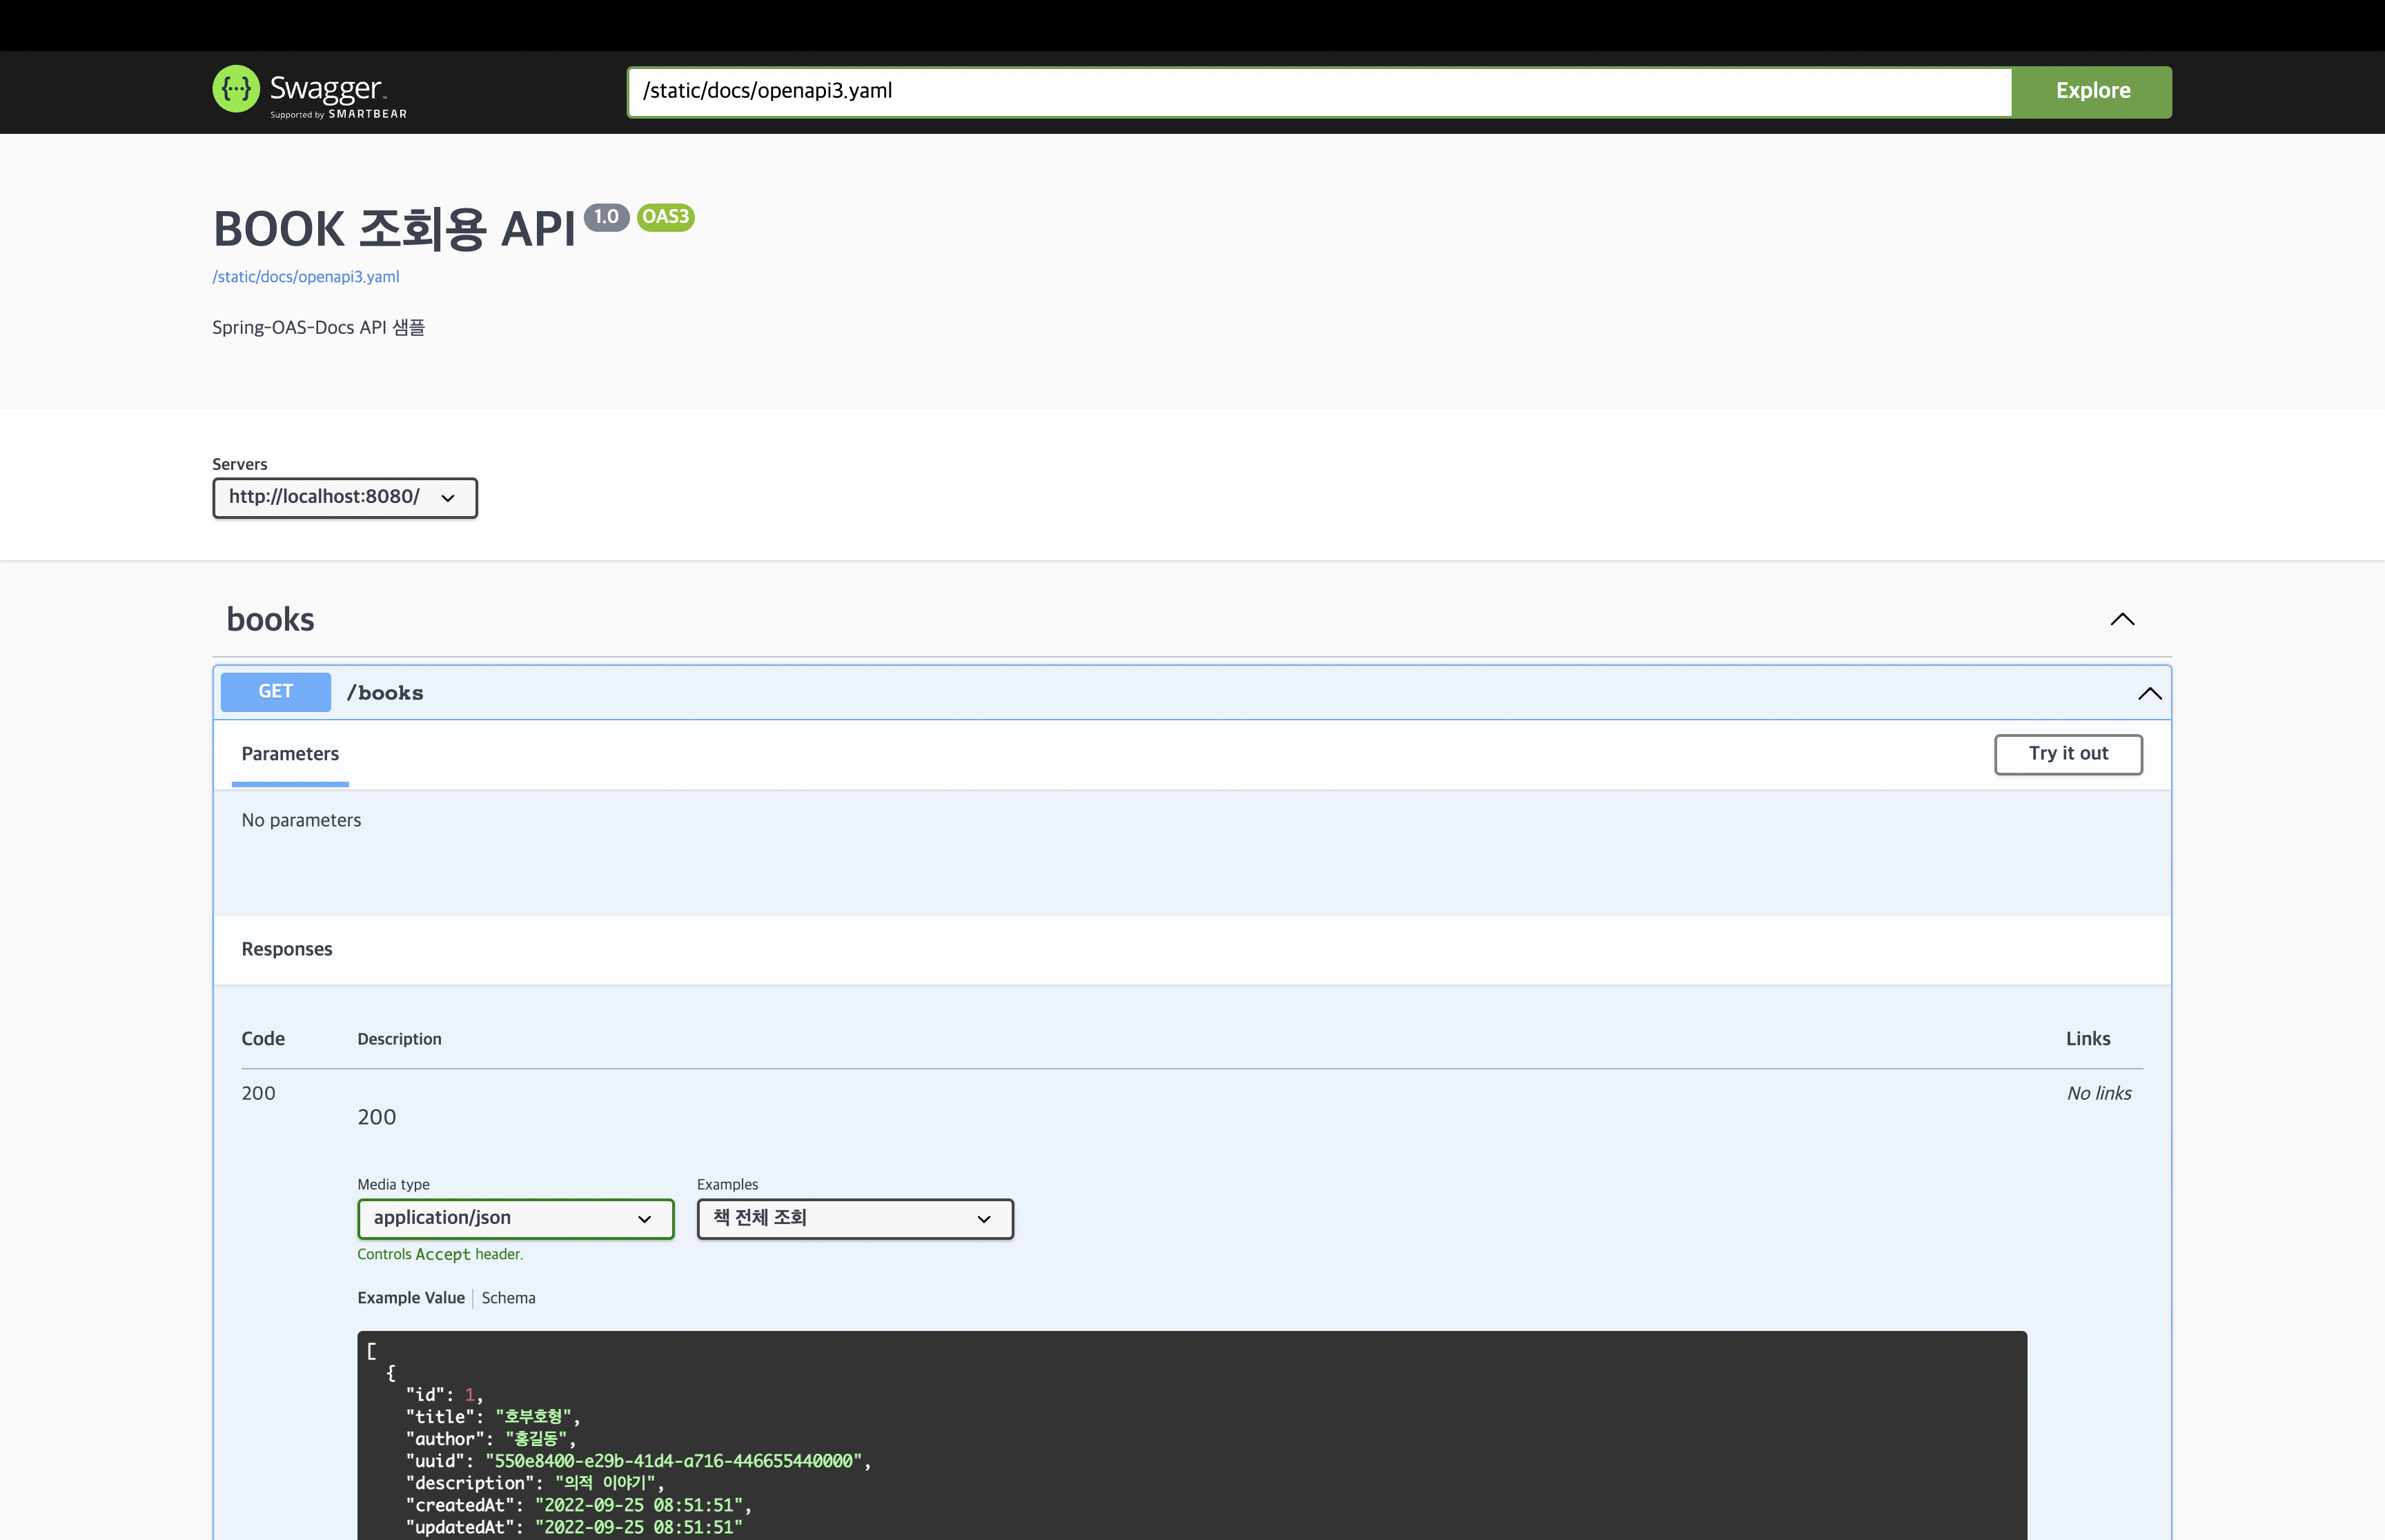 Swagger™
Supported by SMARTBEAR
/static/docs/openapi3.yaml
Explore
BOOK 조회용 API 1.0 OAS3
/static/docs/openapi3.yaml
Spring-OAS-Docs API 샘플
Servers
http://localhost:8080/
books
GET /books
Parameters
Try it out
No parameters
Responses
Code Description Links
200 No links
200
Media type Examples
application/json 책 전체 조회
Controls Accept header.
Example Value Schema
[
{
"id": 1,
"title": "호부호형",
"author": "홍길동",
"uuid": "550e8400-e29b-41d4-a716-446655440000",
"description": "의적 이야기",
"createdAt": "2022-09-25 08:51:51",
"updatedAt": "2022-09-25 08:51:51"